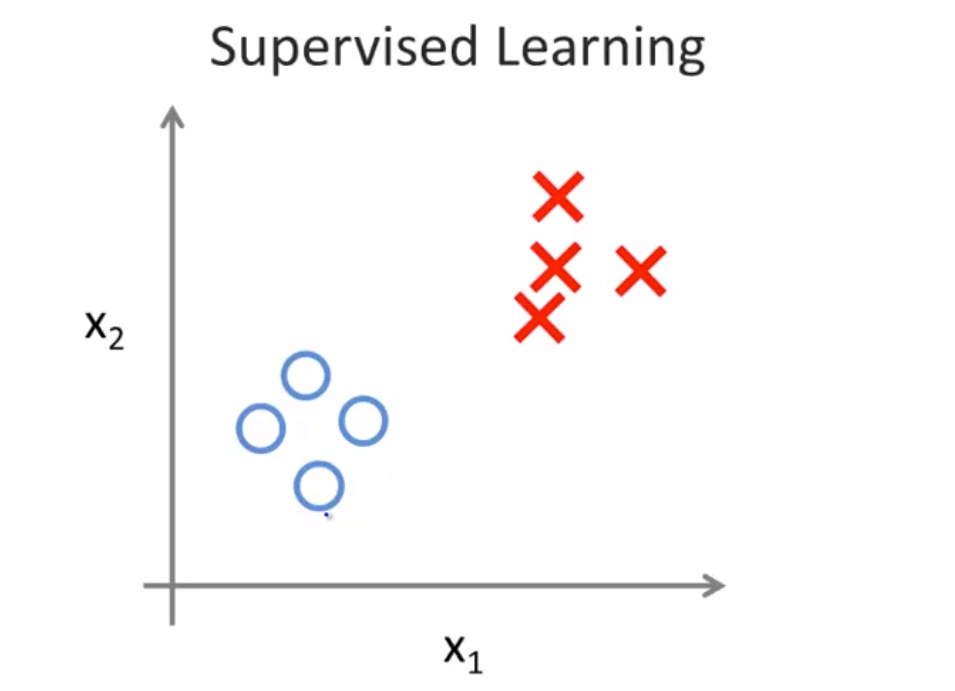 Supervised Learning
x₂
x₁